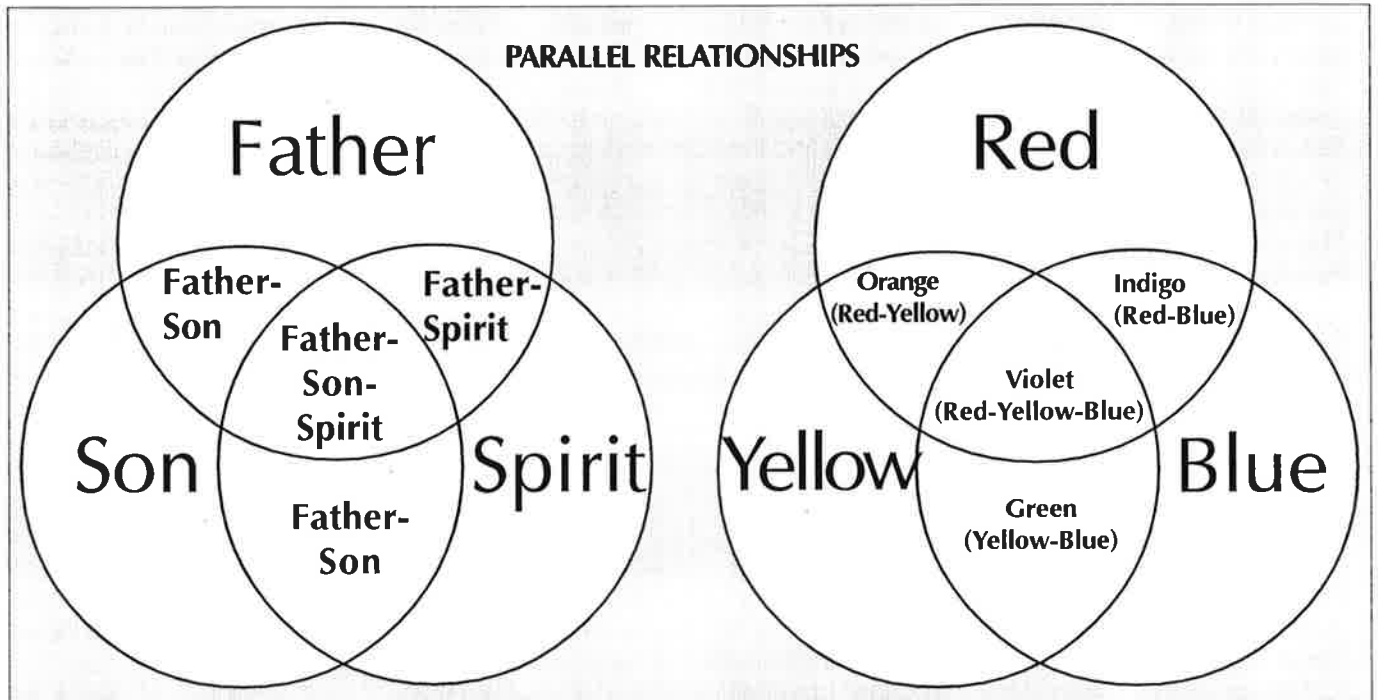 PARALLEL RELATIONSHIPS
Father
Father-
Son
Father-
Spirit
Father-
Son-
Spirit
Son
Spirit
Father-
Son
Red
Orange
(Red-Yellow)
Indigo
(Red-Blue)
Violet
(Red-Yellow-Blue)
Yellow
Blue
Green
(Yellow-Blue)